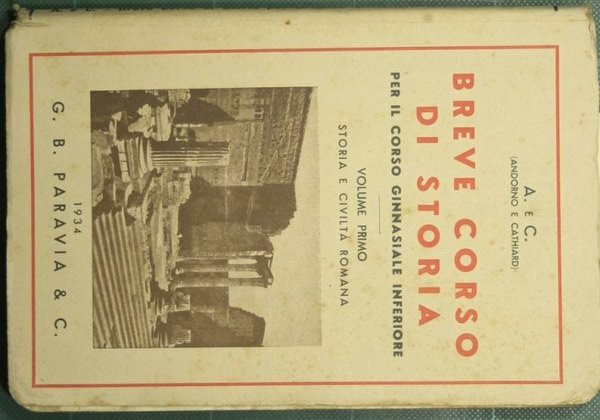 A. E C.
(ANDORNO E CATHIARD)
BREVE CORSO
DI STORIA
PER IL CORSO GINNASIALE INFERIORE
VOLUME PRIMO
STORIA E CIVILTÀ ROMANA
1934
G. B. PARAVIA & C.